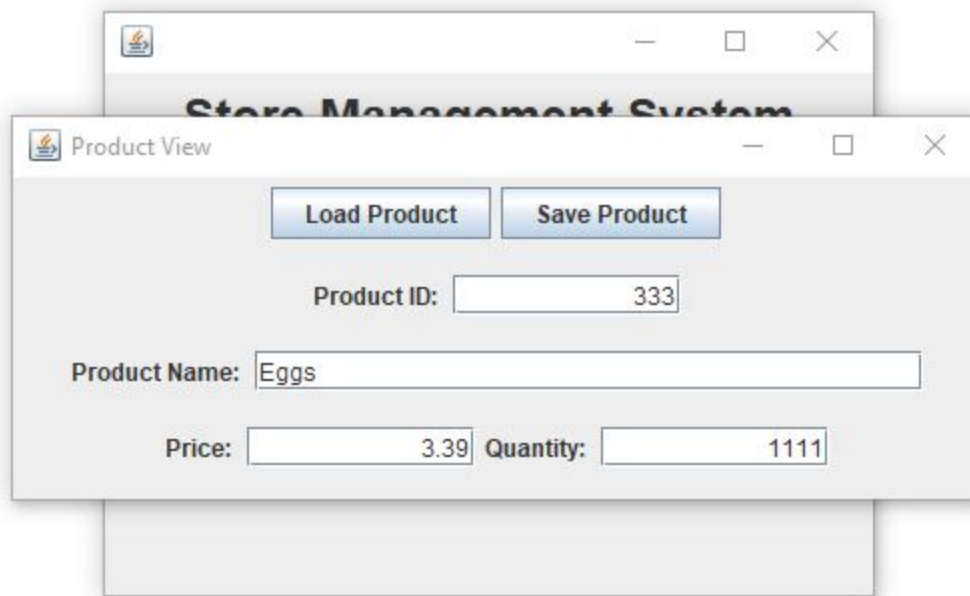 Store Management System
Product View
Load Product Save Product
Product ID: 333
Product Name: Eggs
Price: 3.39 Quantity: 1111